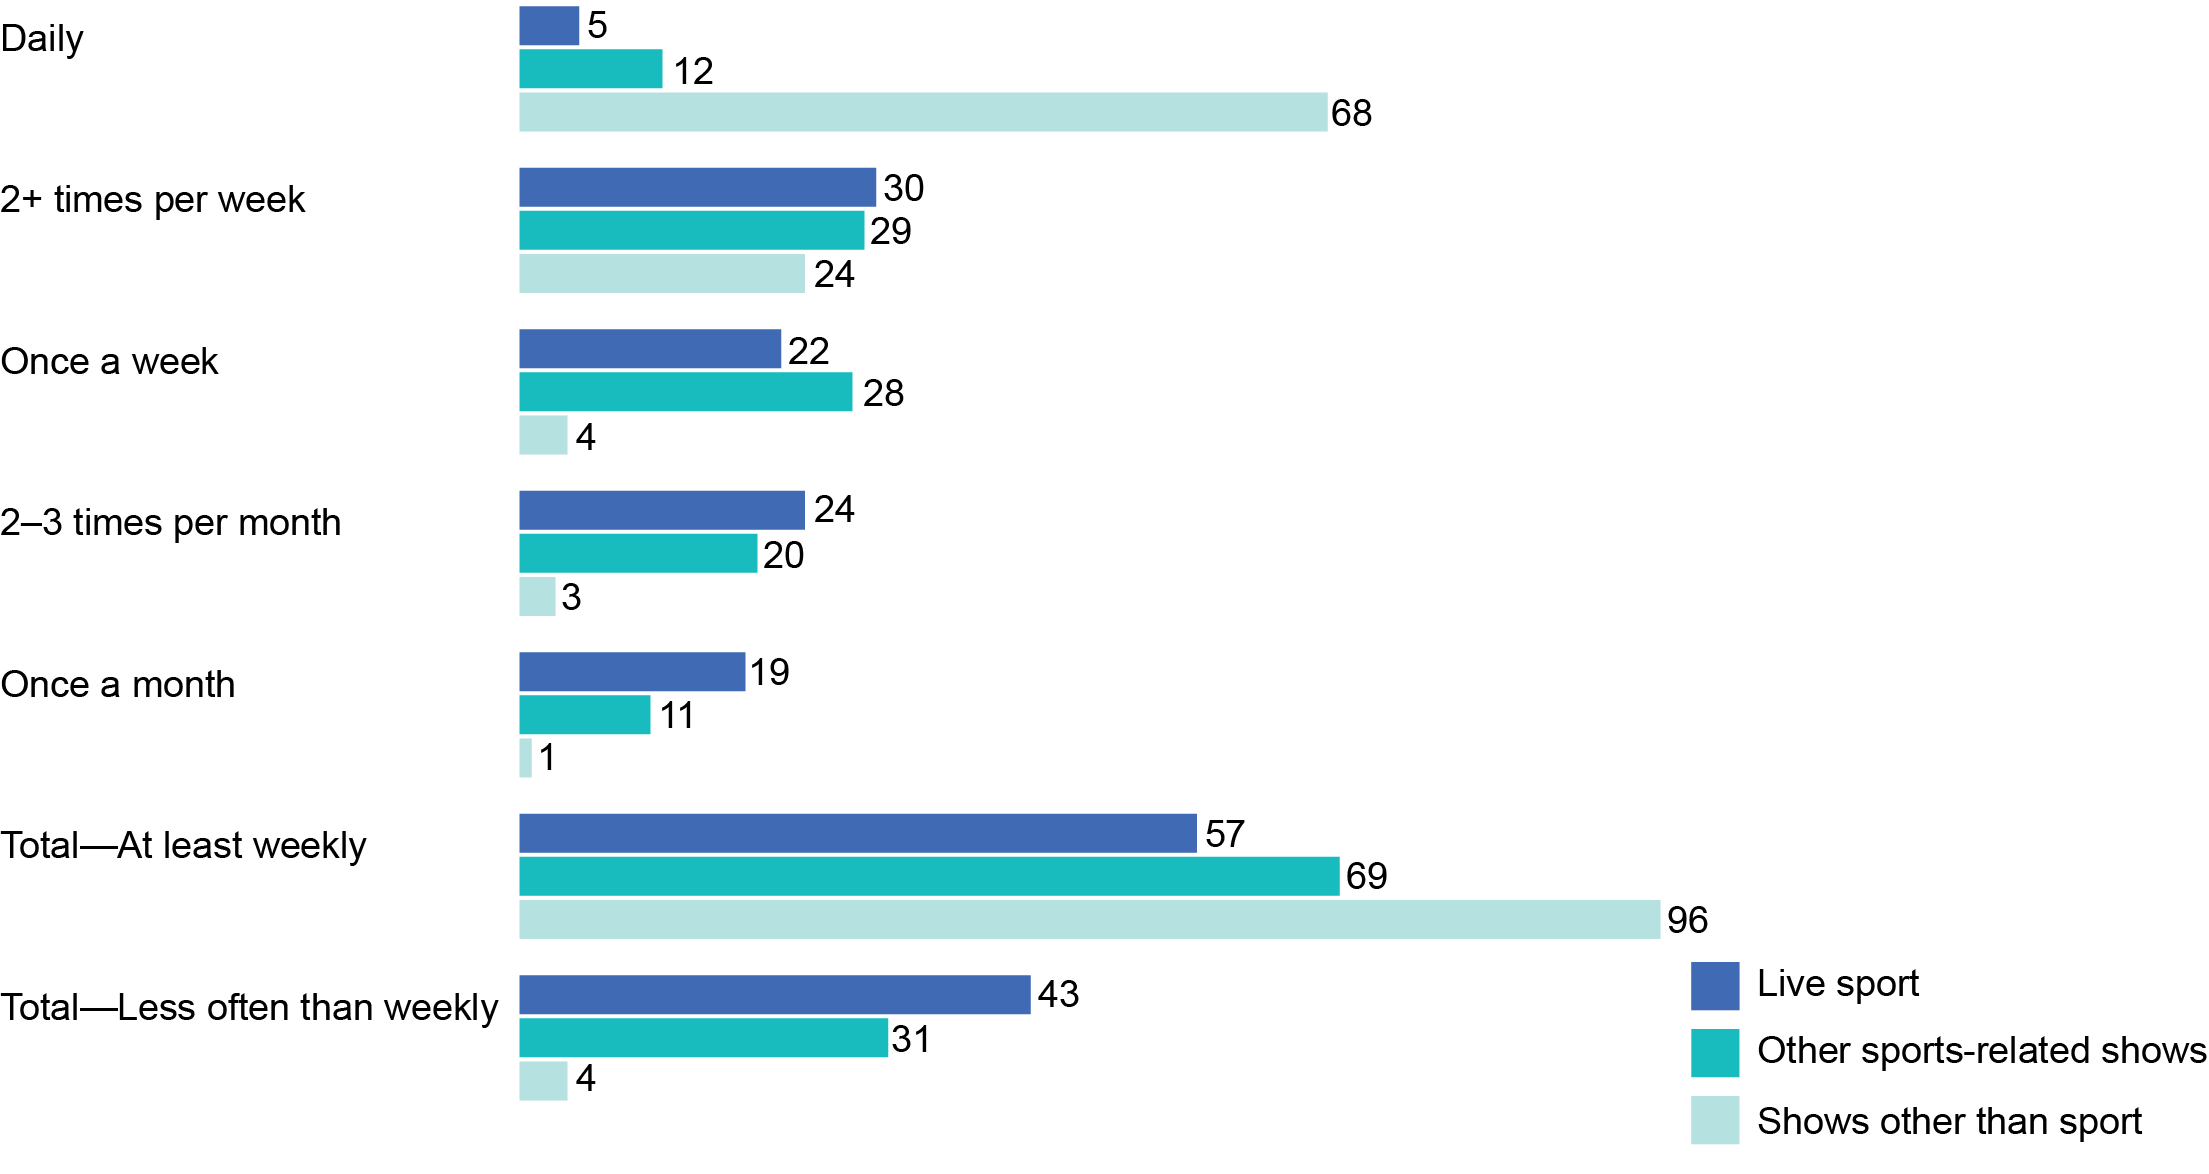 Daily
5
12
68
2+ times per week
30
29
24
Once a week
22
28
4
2–3 times per month
24
20
3
Once a month
19
11
1
Total—At least weekly
57
69
96
Total—Less often than weekly
43
31
4
Live sport
Other sports-related shows
Shows other than sport